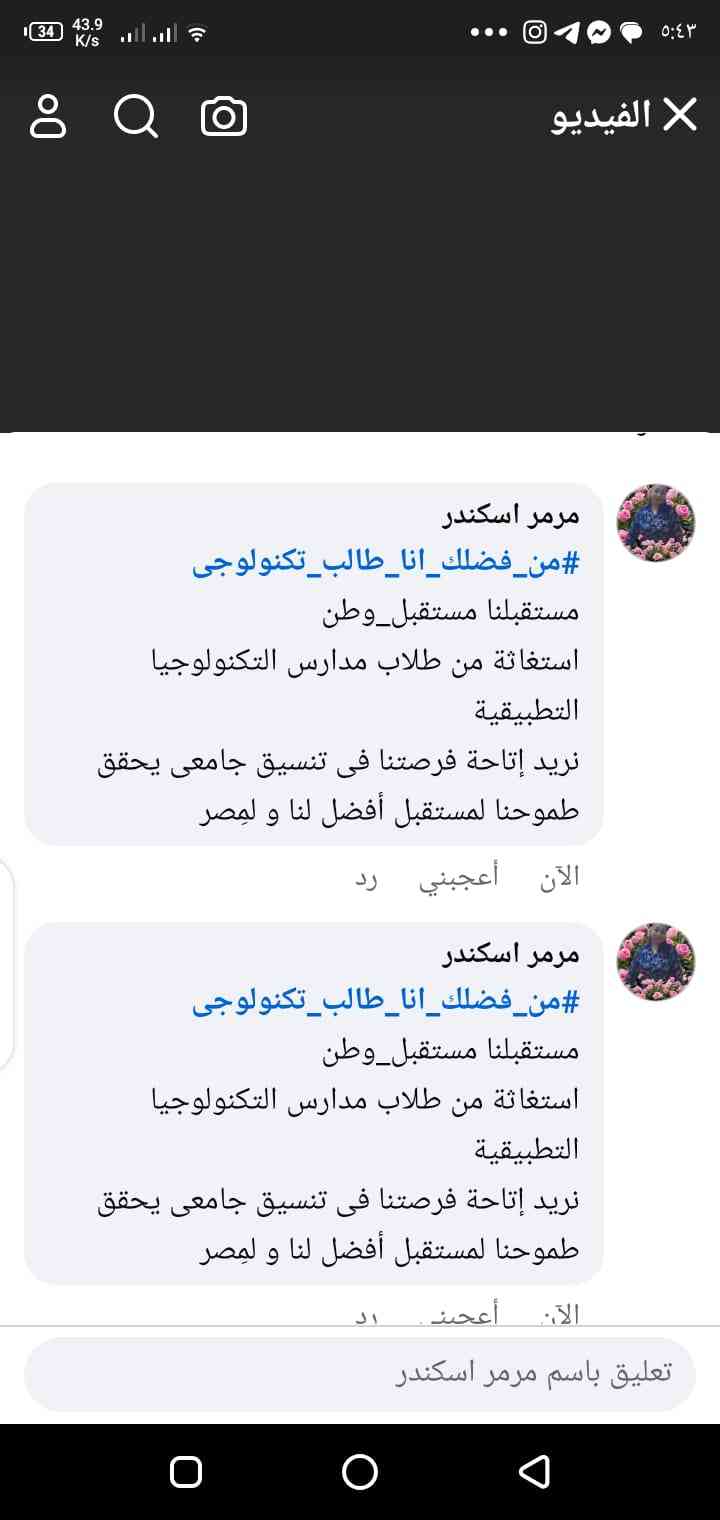 34
43.9
K/s
٥:٤٣
الفيديو
مرمر اسكندر
#من_فضلك_انا_طالب_تكنولوجى
مستقبلنا مستقبل_وطن
استغاثة من طلاب مدارس التكنولوجيا
التطبيقية
نريد إتاحة فرصتنا فى تنسيق جامعى يحقق
طموحنا لمستقبل أفضل لنا و لمِصر
الآن أعجبني رد
مرمر اسكندر
#من_فضلك_انا_طالب_تكنولوجى
مستقبلنا مستقبل_وطن
استغاثة من طلاب مدارس التكنولوجيا
التطبيقية
نريد إتاحة فرصتنا فى تنسيق جامعى يحقق
طموحنا لمستقبل أفضل لنا و لمِصر
الآن أعجبني رد
تعليق باسم مرمر اسكندر